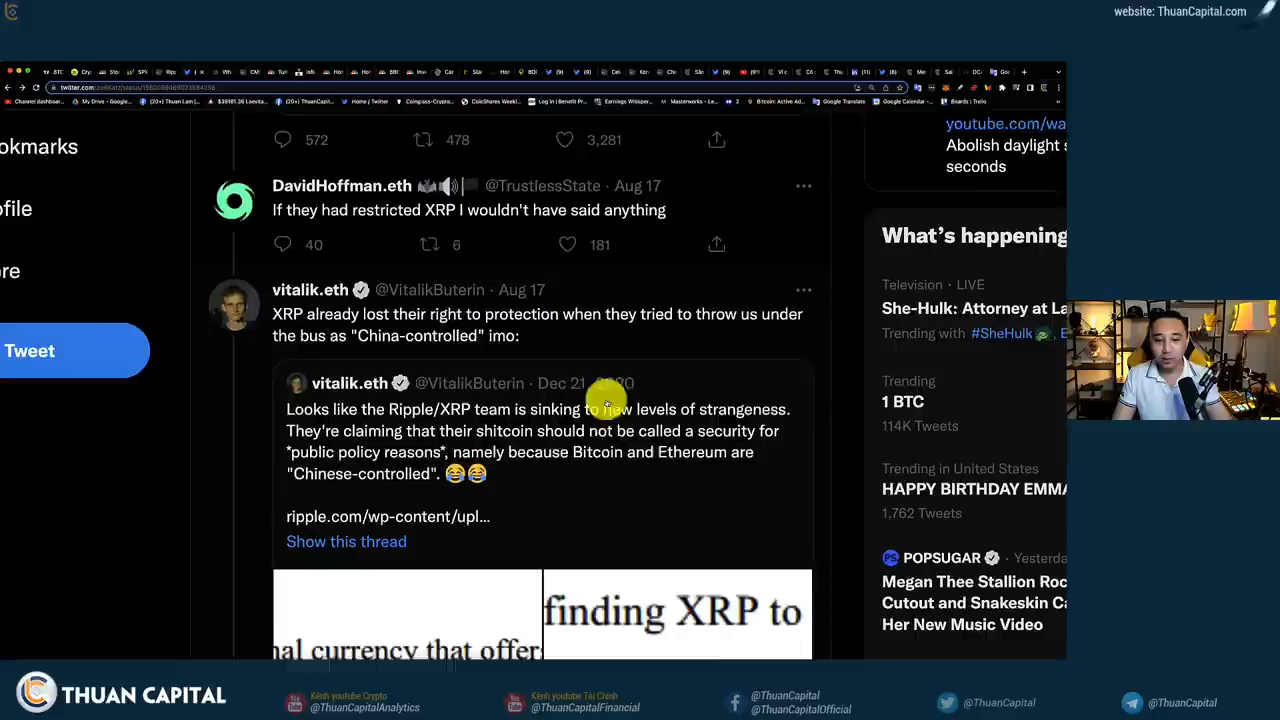 website: ThuanCapital.com
572 478 3,281
youtube.com/wa
Abolish daylight s
seconds
okmarks
ofile
ore
Tweet
DavidHoffman.eth @TrustlessState · Aug 17
If they had restricted XRP I wouldn't have said anything
40 6 181
vitalik.eth @VitalikButerin · Aug 17
XRP already lost their right to protection when they tried to throw us under
the bus as "China-controlled" imo:
vitalik.eth @VitalikButerin · Dec 21, 2020
Looks like the Ripple/XRP team is sinking to new levels of strangeness.
They're claiming that their shitcoin should not be called a security for
*public policy reasons*, namely because Bitcoin and Ethereum are
"Chinese-controlled". 😂😂
ripple.com/wp-content/upl...
Show this thread
nal currency that offer
finding XRP to
What's happening
Television · LIVE
She-Hulk: Attorney at La
Trending with #SheHulk
Trending
1 BTC
114K Tweets
Trending in United States
HAPPY BIRTHDAY EMMA
1,762 Tweets
POPSUGAR · Yesterda
Megan Thee Stallion Roc
Cutout and Snakeskin Ca
Her New Music Video
THUAN CAPITAL
Kênh youtube Crypto
@ThuanCapitalAnalytics
Kênh youtube Tài Chính
@ThuanCapitalFinancial
@ThuanCapital
@ThuanCapitalOfficial
@ThuanCapital
@ThuanCapital